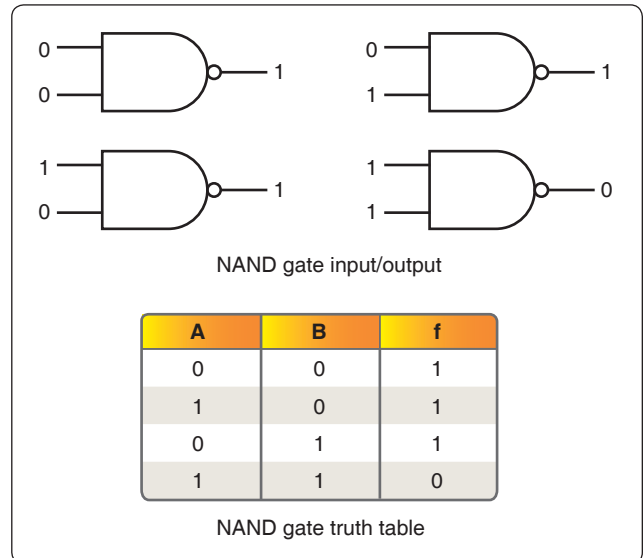 0 1
0
0 1
1
1 1
0
1 0
1
NAND gate input/output
A B f
0 0 1
1 0 1
0 1 1
1 1 0
NAND gate truth table